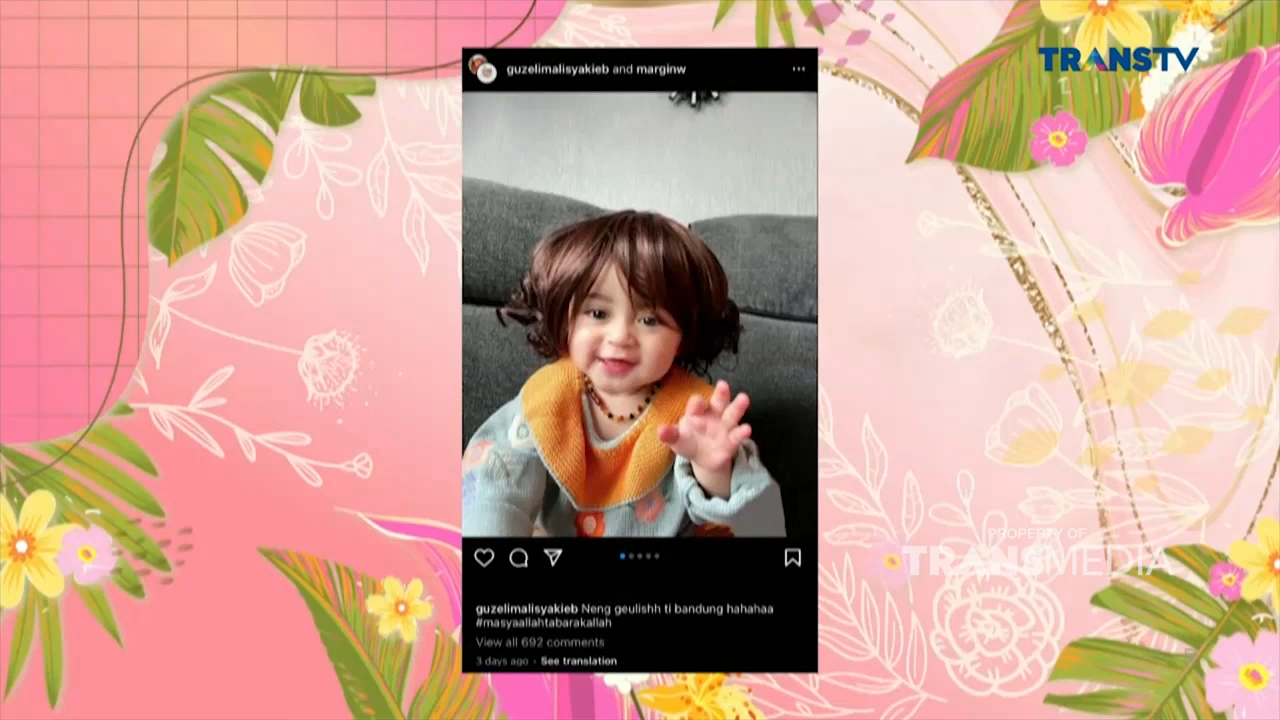 TRANSTV
LIVE
guzelimalisyakieb and marginw
guzelimalisyakieb Neng geulishh ti bandung hahahaa
#masyaallahtabarakallah
View all 692 comments
3 days ago · See translation
PROPERTY OF
TRANSMEDIA